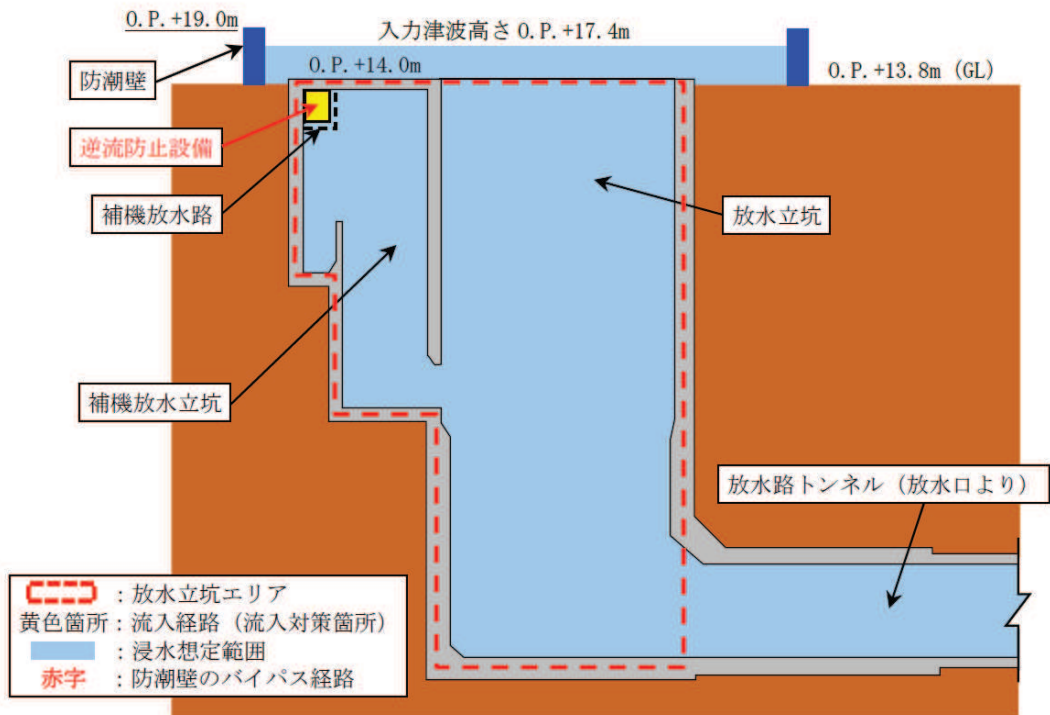 O.P.+19.0m
入力津波高さ O.P.+17.4m
防潮壁
O.P.+14.0m
O.P.+13.8m (GL)
逆流防止設備
補機放水路
放水立坑
補機放水立坑
放水路トンネル（放水口より）
：放水立坑エリア
黄色箇所：流入経路（流入対策箇所）
：浸水想定範囲
赤字：防潮壁のバイパス経路